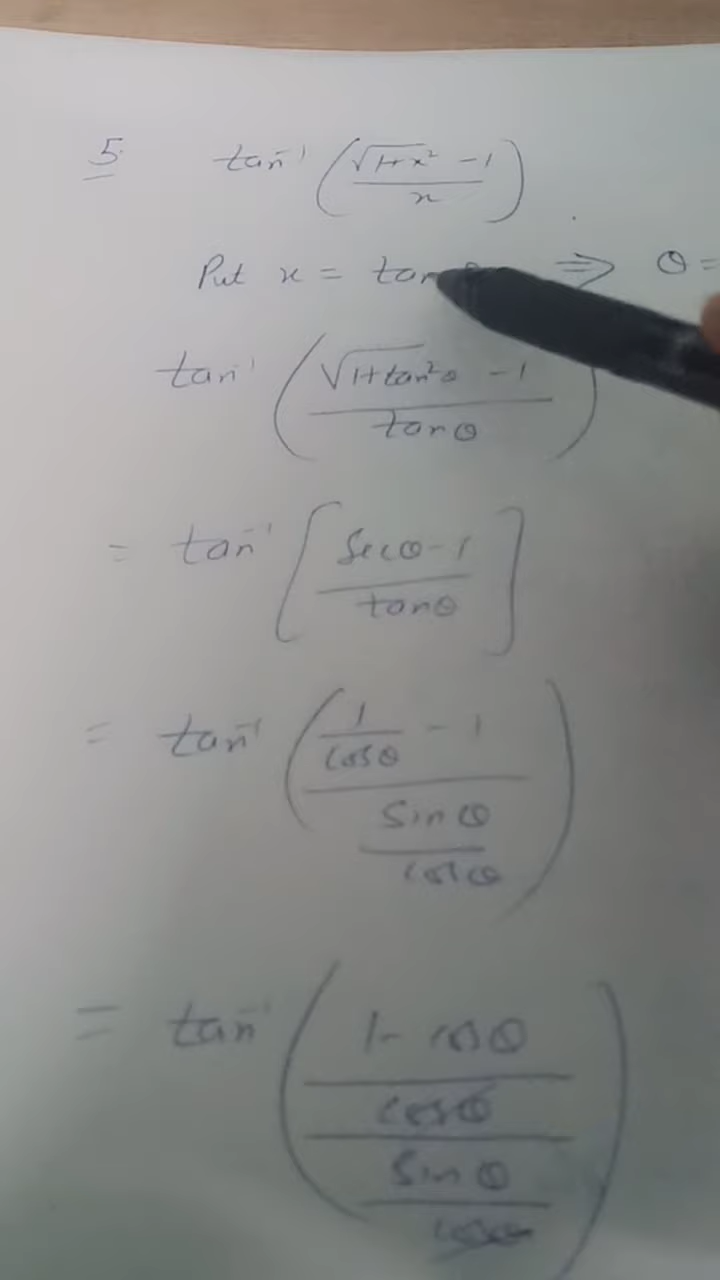 5. tan⁻¹ (√1+x² - 1 / x)
Put x = tan ⇒ θ =
tan⁻¹ (√1+tan²θ - 1 / tanθ)
= tan⁻¹ [secθ - 1 / tanθ]
= tan⁻¹ (1/cosθ - 1 / sinθ/cosθ)
= tan⁻¹ (1 - cosθ / cosθ / sinθ / cosθ)